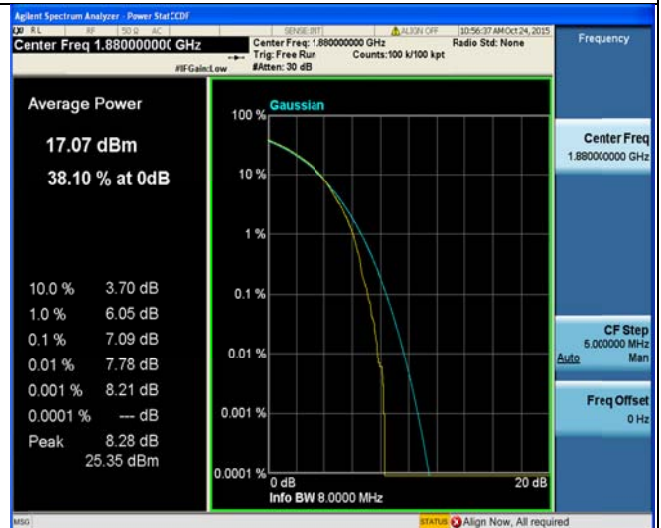 Agilent Spectrum Analyzer - Power Stat CCDF
RL RF 50 Ω AC SENSE:INT ALIGN OFF 10:56:37 AM Oct 24, 2015
Center Freq 1.880000000 GHz
Center Freq: 1.880000000 GHz Radio Std: None
Trig: Free Run Counts:100 k/100 kpt
#IFGain:Low #Atten: 30 dB
Frequency
Average Power
17.07 dBm
38.10 % at 0dB
10.0 % 3.70 dB
1.0 % 6.05 dB
0.1 % 7.09 dB
0.01 % 7.78 dB
0.001 % 8.21 dB
0.0001 % --- dB
Peak 8.28 dB
25.35 dBm
Gaussian
100 %
10 %
1 %
0.1 %
0.01 %
0.001 %
0.0001 %
0 dB 20 dB
Info BW 8.0000 MHz
Center Freq
1.880000000 GHz
CF Step
5.000000 MHz
Auto Man
Freq Offset
0 Hz
MSG STATUS Align Now, All required